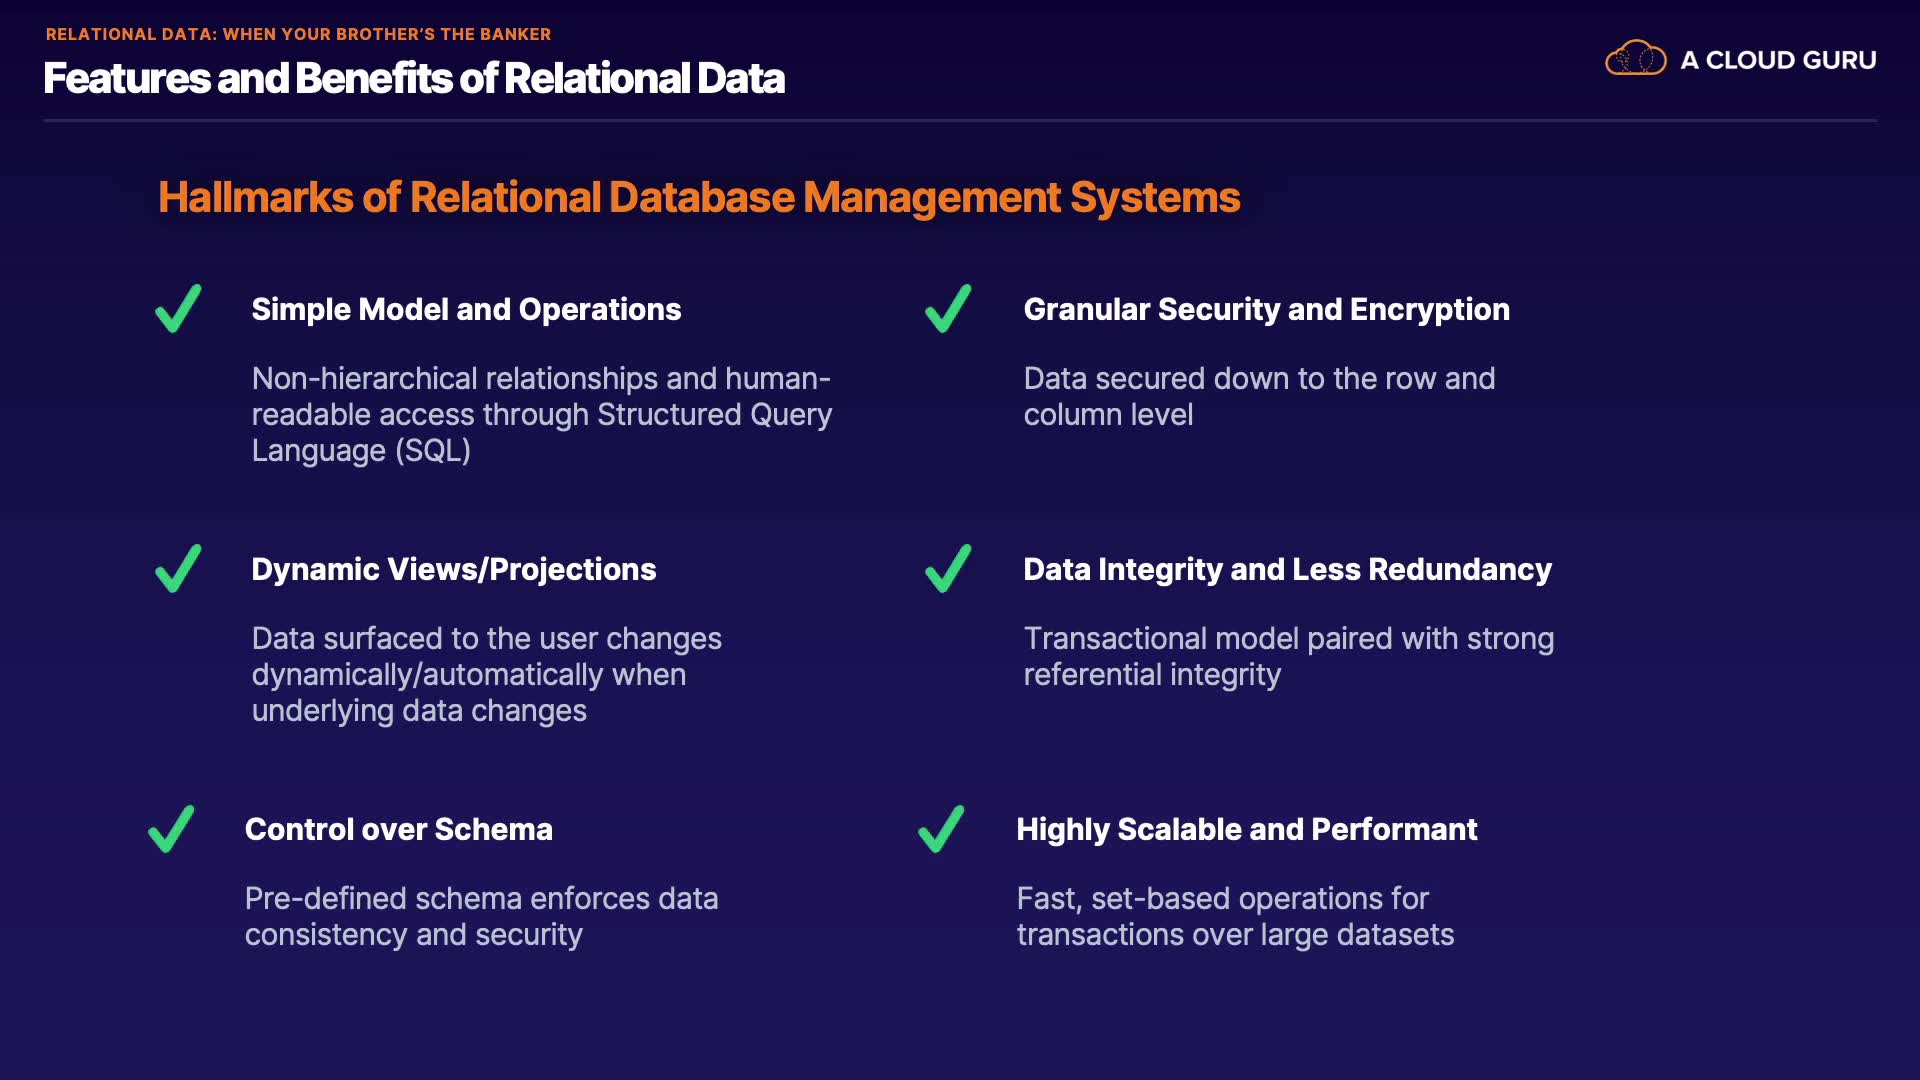 RELATIONAL DATA: WHEN YOUR BROTHER'S THE BANKER
Features and Benefits of Relational Data
A CLOUD GURU
Hallmarks of Relational Database Management Systems
Simple Model and Operations
Non-hierarchical relationships and human-
readable access through Structured Query
Language (SQL)
Granular Security and Encryption
Data secured down to the row and
column level
Dynamic Views/Projections
Data surfaced to the user changes
dynamically/automatically when
underlying data changes
Data Integrity and Less Redundancy
Transactional model paired with strong
referential integrity
Control over Schema
Pre-defined schema enforces data
consistency and security
Highly Scalable and Performant
Fast, set-based operations for
transactions over large datasets